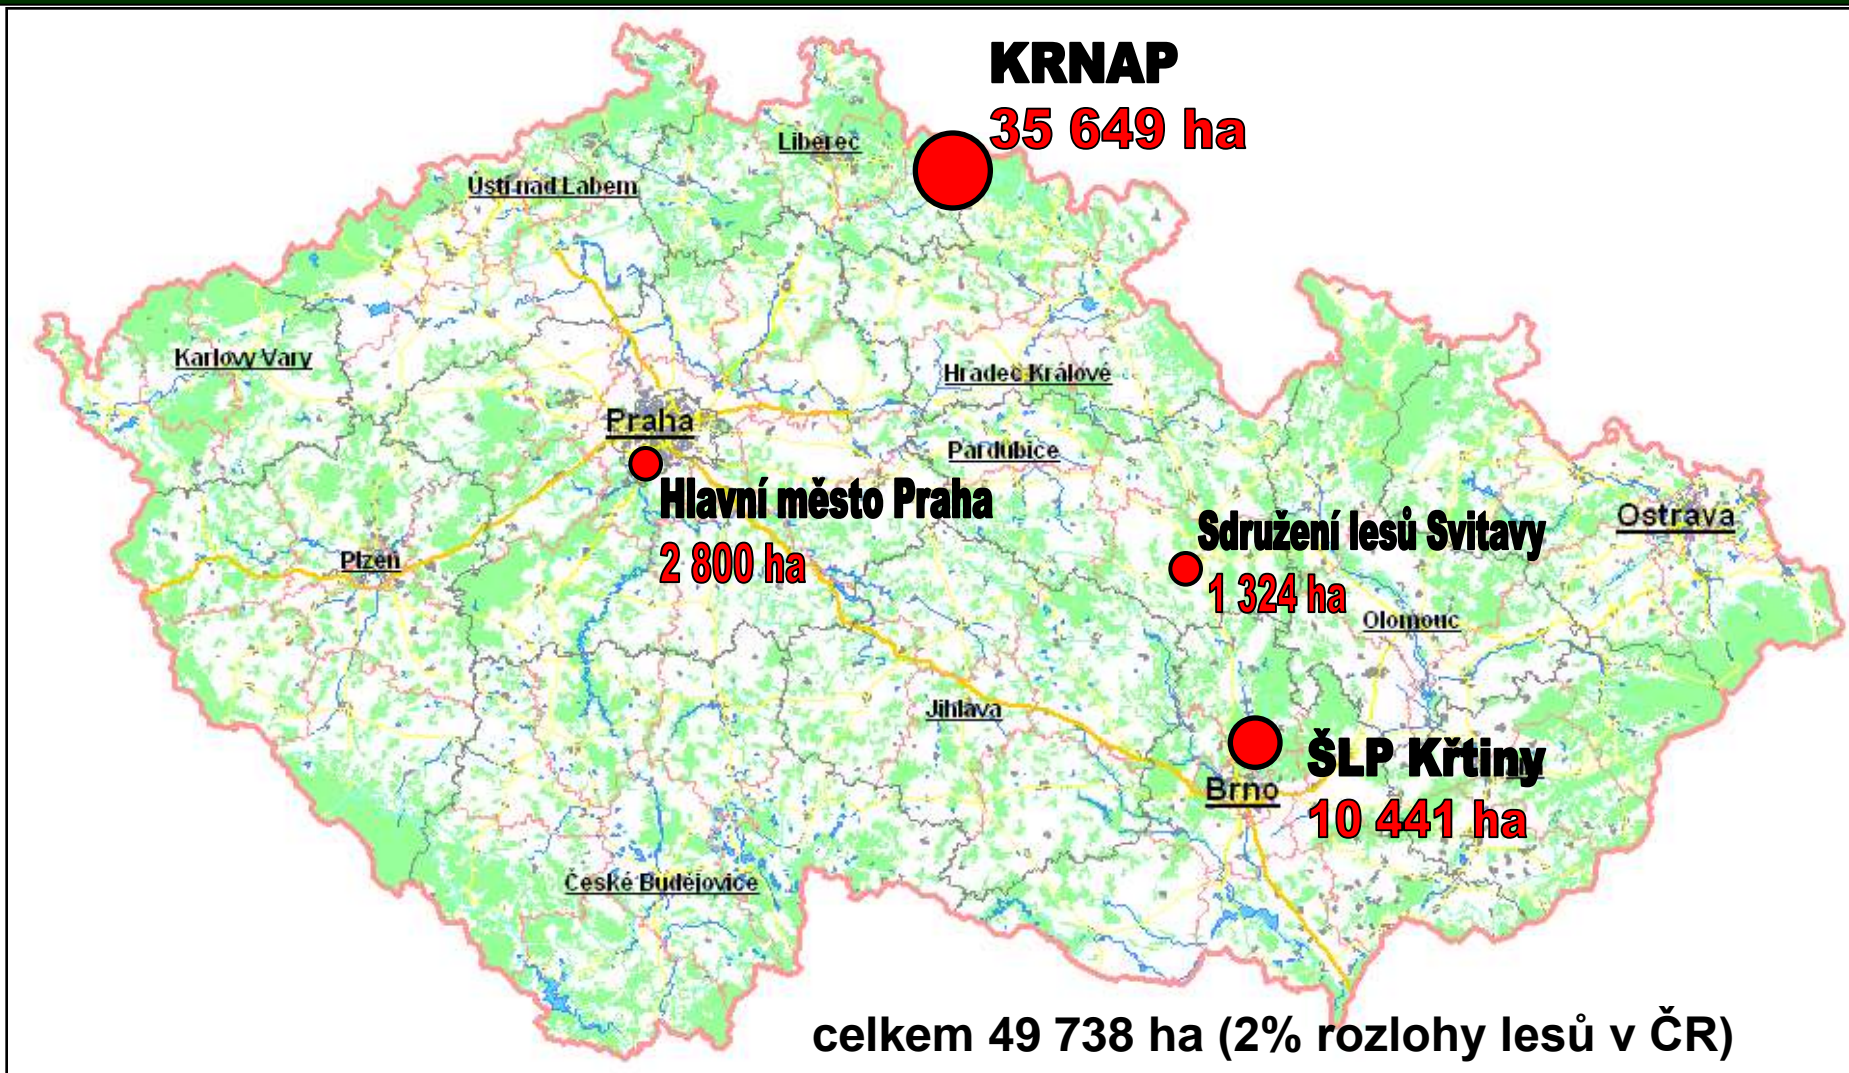 KRNAP
35 649 ha
Liberec
Ústí nad Labem
Karlovy Vary
Hradec Králové
Praha
Pardubice
Hlavní město Praha
2 800 ha
Sdružení lesů Svitavy
1 324 ha
Ostrava
Plzeň
Olomouc
Jihlava
ŠLP Křtiny
10 441 ha
Brno
České Budějovice
celkem 49 738 ha (2% rozlohy lesů v ČR)